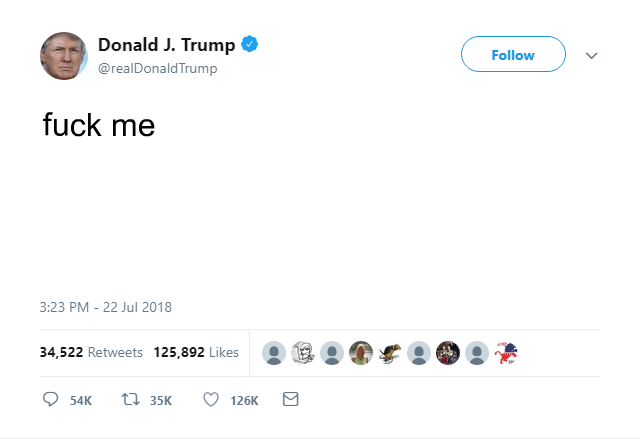 Donald J. Trump
Follow
@realDonaldTrump
fuck me
3:23 PM - 22 Jul 2018
34,522 Retweets 125,892 Likes
54K 35K 126K